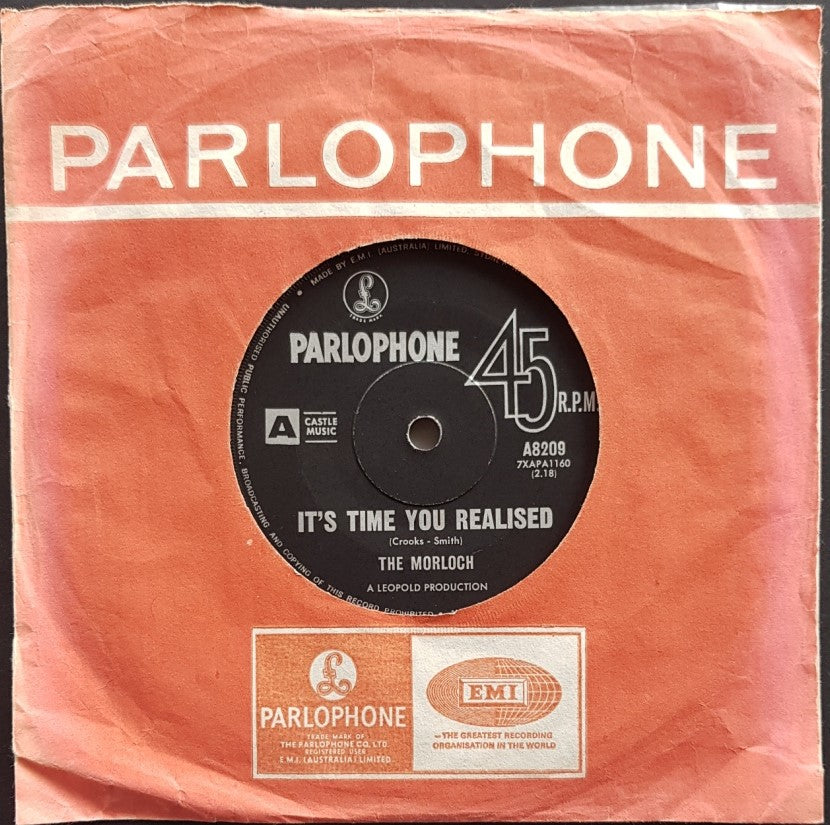 PARLOPHONE
UNAUTHORISED PUBLIC PERFORMANCE, BROADCASTING AND COPYING OF THIS RECORD PROHIBITED • MADE BY E.M.I. (AUSTRALIA) LIMITED,
£
TRADE MARK
PARLOPHONE
45
R.P.M.
A
CASTLE
MUSIC
A8209
7XAPA1160
(2.18)
IT'S TIME YOU REALISED
(Crooks - Smith)
THE MORLOCH
A LEOPOLD PRODUCTION
£
PARLOPHONE
TRADE MARK OF
THE PARLOPHONE CO. LTD.
REGISTERED USER
E.M.I. (AUSTRALIA) LIMITED
EMI
—THE GREATEST RECORDING
ORGANISATION IN THE WORLD